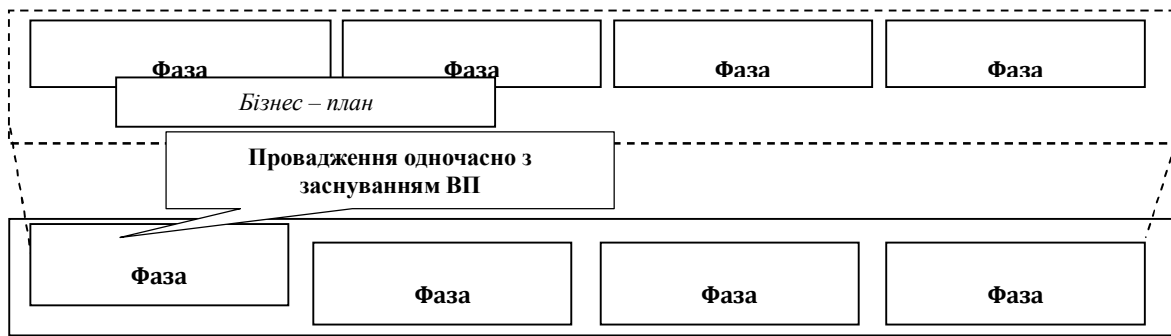 Фаза Фаза Фаза Фаза
Бізнес – план
Провадження одночасно з
заснуванням ВП
Фаза Фаза Фаза Фаза